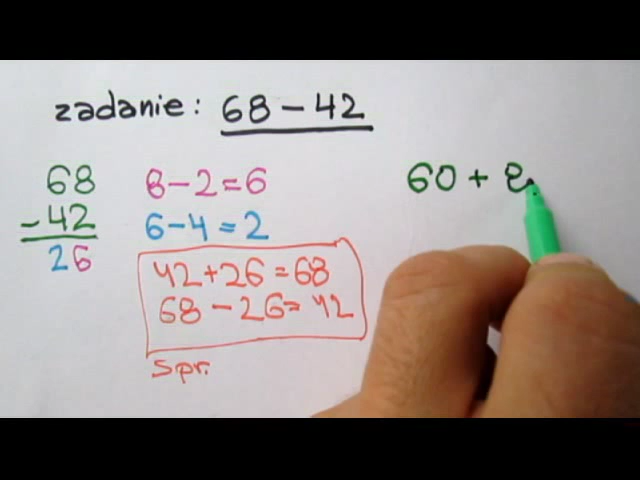 zadanie: 68 - 42
68
- 42
26
8 - 2 = 6
6 - 4 = 2
42 + 26 = 68
68 - 26 = 42
Spr.
60 + 8